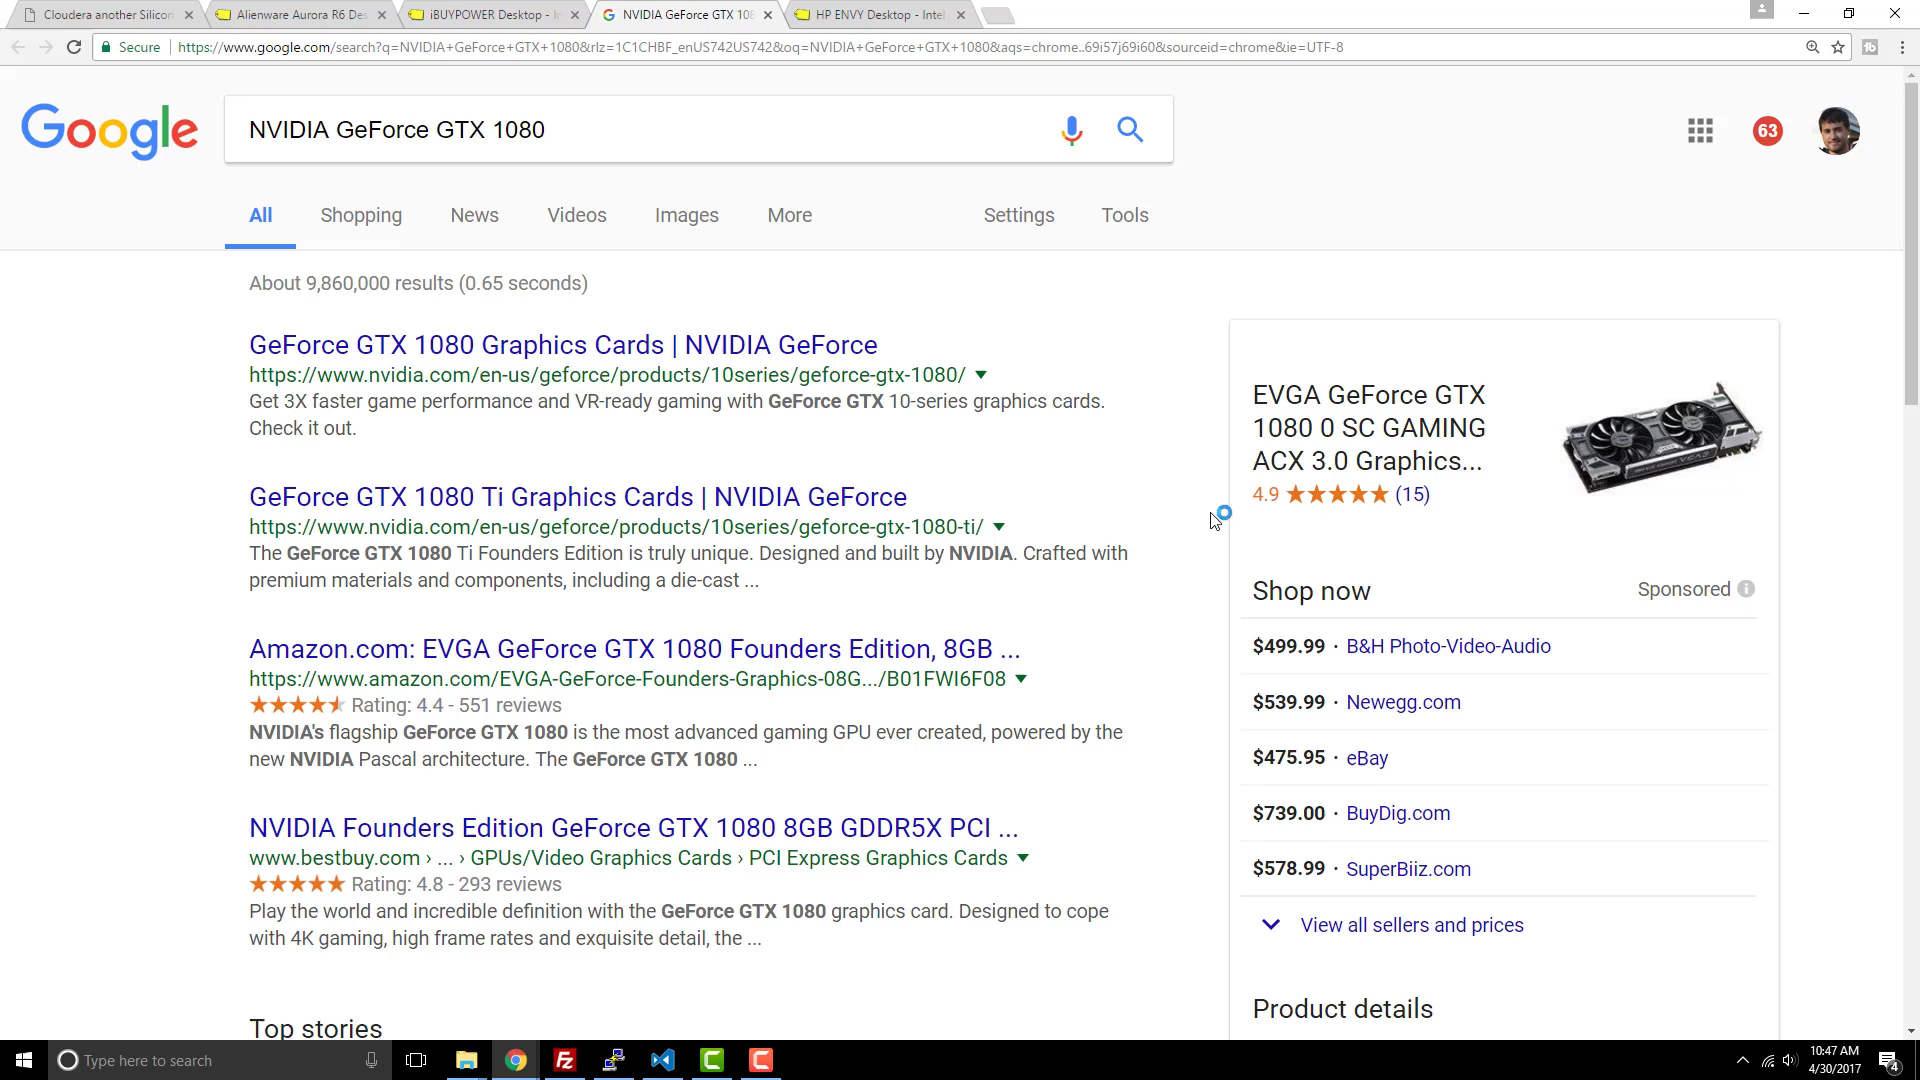 Cloudera another Silicon
Alienware Aurora R6 Des
iBUYPOWER Desktop - In
NVIDIA GeForce GTX 108
HP ENVY Desktop - Intel
Secure
https://www.google.com/search?q=NVIDIA+GeForce+GTX+1080&rlz=1C1CHBF_enUS742US742&oq=NVIDIA+GeForce+GTX+1080&aqs=chrome..69i57j69i60&sourceid=chrome&ie=UTF-8
Google
NVIDIA GeForce GTX 1080
63
All
Shopping
News
Videos
Images
More
Settings
Tools
About 9,860,000 results (0.65 seconds)
GeForce GTX 1080 Graphics Cards | NVIDIA GeForce
https://www.nvidia.com/en-us/geforce/products/10series/geforce-gtx-1080/
Get 3X faster game performance and VR-ready gaming with GeForce GTX 10-series graphics cards.
Check it out.
GeForce GTX 1080 Ti Graphics Cards | NVIDIA GeForce
https://www.nvidia.com/en-us/geforce/products/10series/geforce-gtx-1080-ti/
The GeForce GTX 1080 Ti Founders Edition is truly unique. Designed and built by NVIDIA. Crafted with
premium materials and components, including a die-cast ...
Amazon.com: EVGA GeForce GTX 1080 Founders Edition, 8GB ...
https://www.amazon.com/EVGA-GeForce-Founders-Graphics-08G.../B01FWI6F08
Rating: 4.4 - 551 reviews
NVIDIA's flagship GeForce GTX 1080 is the most advanced gaming GPU ever created, powered by the
new NVIDIA Pascal architecture. The GeForce GTX 1080 ...
NVIDIA Founders Edition GeForce GTX 1080 8GB GDDR5X PCI ...
www.bestbuy.com › ... › GPUs/Video Graphics Cards › PCI Express Graphics Cards
Rating: 4.8 - 293 reviews
Play the world and incredible definition with the GeForce GTX 1080 graphics card. Designed to cope
with 4K gaming, high frame rates and exquisite detail, the ...
Top stories
EVGA GeForce GTX
1080 0 SC GAMING
ACX 3.0 Graphics...
4.9 (15)
Shop now
Sponsored
$499.99 · B&H Photo-Video-Audio
$539.99 · Newegg.com
$475.95 · eBay
$739.00 · BuyDig.com
$578.99 · SuperBiiz.com
View all sellers and prices
Product details
Type here to search
10:47 AM
4/30/2017
4